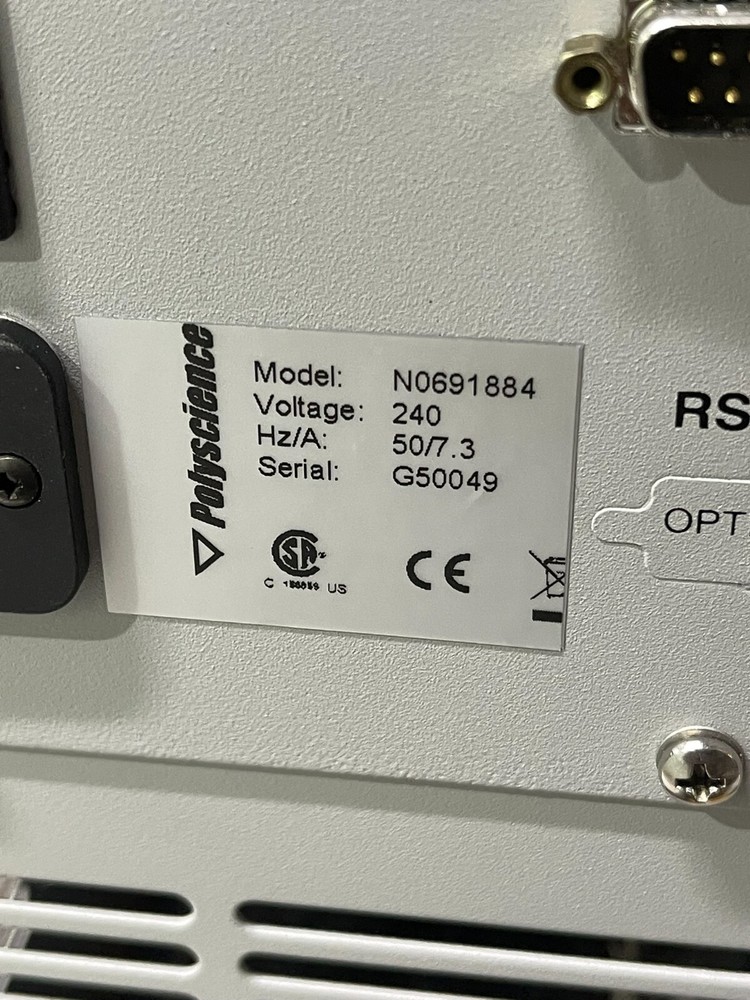 Polyscience
Model: N0691884
Voltage: 240
Hz/A: 50/7.3
Serial: G50049
C US
CE
RS
OPT